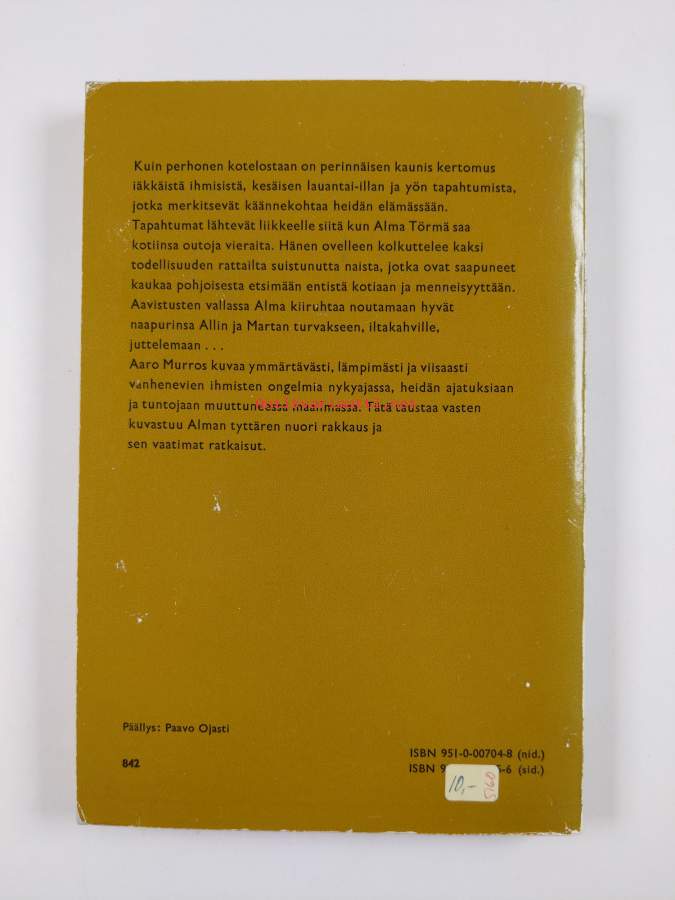 Kuin perhonen kotelostaan on perinnäisen kaunis kertomus
iäkkäistä ihmisistä, kesäisen lauantai-illan ja yön tapahtumista,
jotka merkitsevät käännekohtaa heidän elämässään.
Tapahtumat lähtevät liikkeelle siitä kun Alma Törmä saa
kotiinsa outoja vieraita. Hänen ovelleen kolkuttelee kaksi
todellisuuden rattailta suistunutta naista, jotka ovat saapuneet
kaukaa pohjoisesta etsimään entistä kotiaan ja menneisyyttään.
Aavistusten vallassa Alma kiiruhtaa noutamaan hyvät
naapurinsa Allin ja Martan turvakseen, iltakahville,
juttelemaan . . .
Aaro Murros kuvaa ymmärtävästi, lämpimästi ja viisaasti
vanhenevien ihmisten ongelmia nykyajassa, heidän ajatuksiaan
ja tuntojaan muuttuneessa maailmassa. Tätä taustaa vasten
kuvastuu Alman tyttären nuori rakkaus ja
sen vaatimat ratkaisut.
Päällys: Paavo Ojasti
842
ISBN 951-0-00704-8 (nid.)
ISBN 9 5-6 (sid.)
10,-
5160